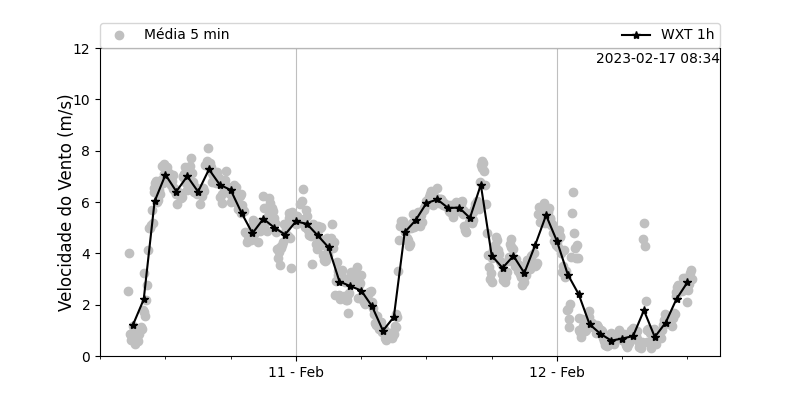 Média 5 min
WXT 1h
2023-02-17 08:34
Velocidade do Vento (m/s)
12
10
8
6
4
2
0
11 - Feb
12 - Feb